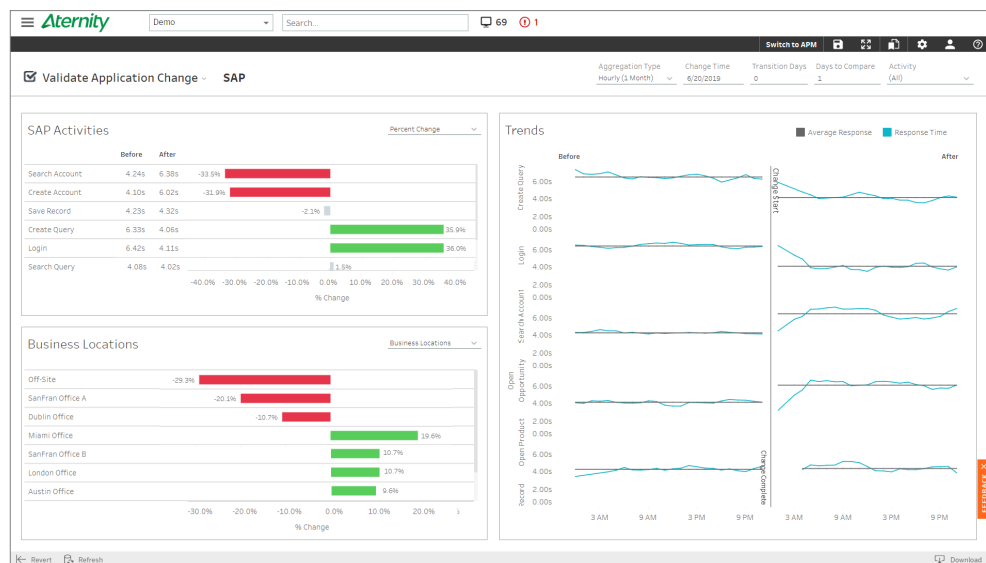 Aternity
Demo
Search...
69
1
Switch to APM
Validate Application Change
SAP
Aggregation Type
Hourly (1 Month)
Change Time
6/20/2019
Transition Days
0
Days to Compare
1
Activity
(All)
SAP Activities
Percent Change
Before After
Search Account 4.24s 6.38s -33.5%
Create Account 4.10s 6.02s -31.9%
Save Record 4.23s 4.32s -2.1%
Create Query 6.33s 4.06s 35.9%
Login 6.42s 4.11s 36.0%
Search Query 4.08s 4.02s 1.5%
-40.0% -30.0% -20.0% -10.0% 0.0% 10.0% 20.0% 30.0% 40.0%
% Change
Business Locations
Business Locations
Off-Site -29.3%
SanFran Office A -20.1%
Dublin Office -10.7%
Miami Office 19.6%
SanFran Office B 10.7%
London Office 10.7%
Austin Office 9.6%
-30.0% -20.0% -10.0% 0.0% 10.0% 20.0%
% Change
Trends
Average Response
Response Time
Before
After
Create Query
6.00s
4.00s
2.00s
0.00s
Change Start
Login
6.00s
4.00s
2.00s
0.00s
Search Account
6.00s
4.00s
2.00s
0.00s
Open
Opportunity
6.00s
4.00s
2.00s
0.00s
Open Product
6.00s
4.00s
Change Complete
Record
2.00s
0.00s
3 AM 9 AM 3 PM 9 PM 3 AM 9 AM 3 PM 9 PM
FEEDBACK
Revert
Refresh
Download